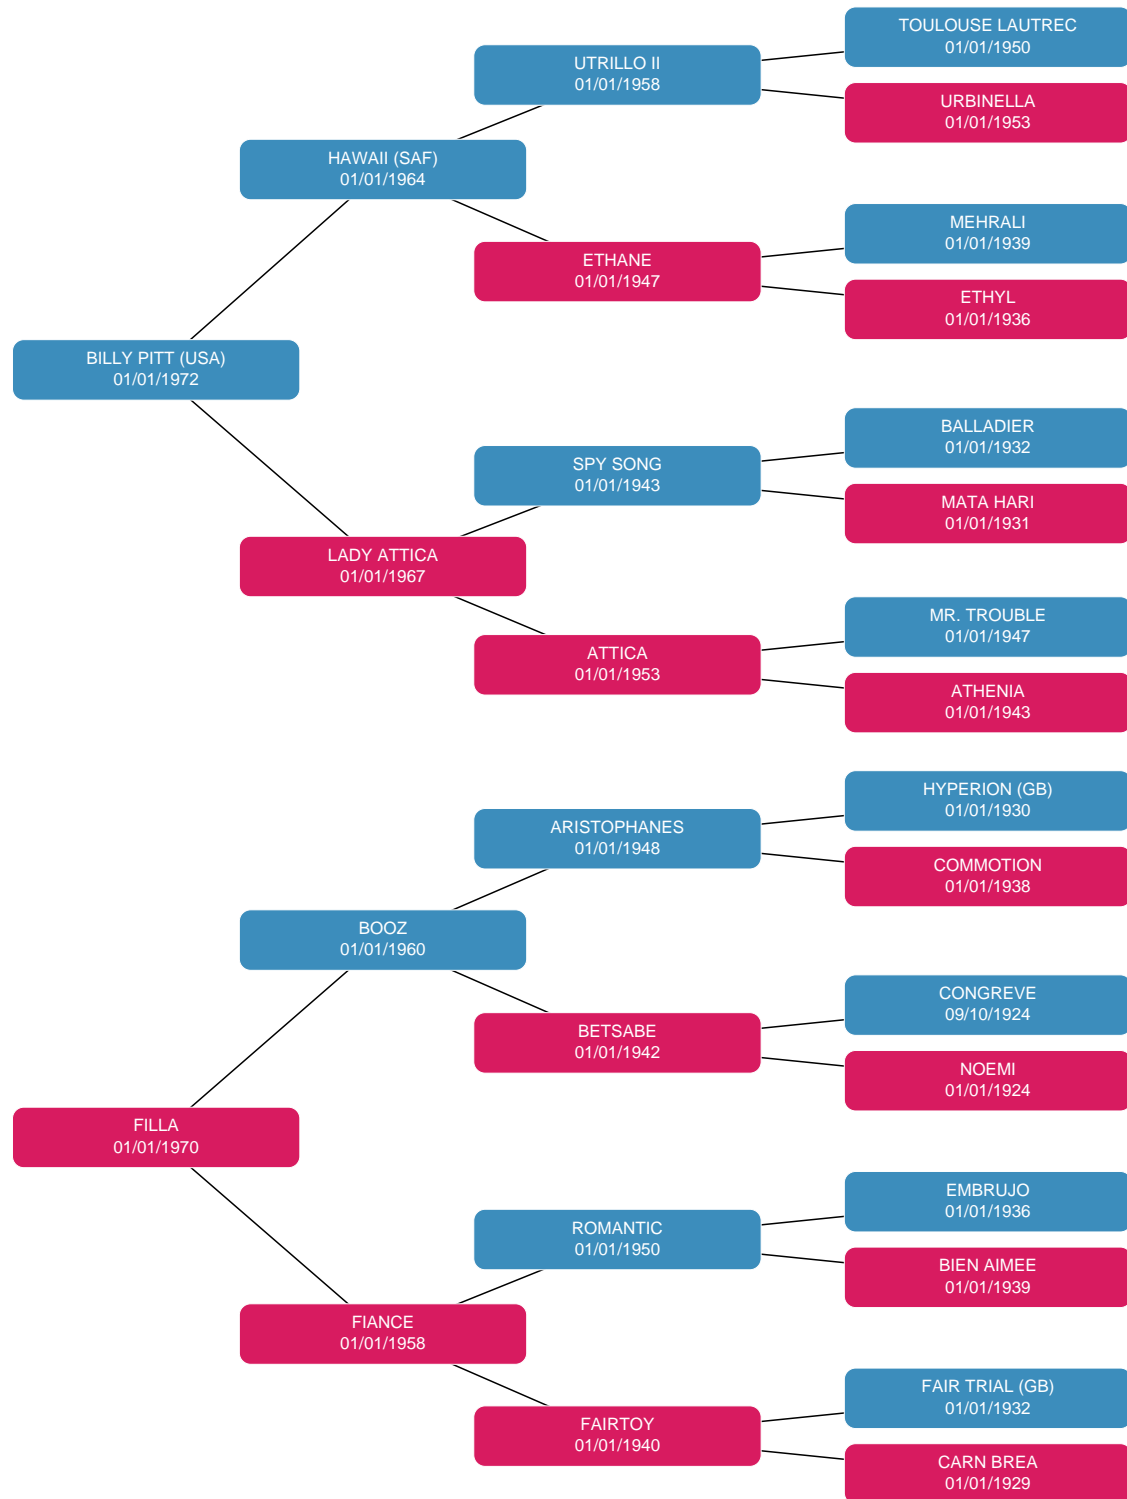 TOULOUSE LAUTREC
01/01/1950
UTRILLO II
01/01/1958
URBINELLA
01/01/1953
HAWAII (SAF)
01/01/1964
MEHRALI
01/01/1939
ETHANE
01/01/1947
ETHYL
01/01/1936
BILLY PITT (USA)
01/01/1972
BALLADIER
01/01/1932
SPY SONG
01/01/1943
MATA HARI
01/01/1931
LADY ATTICA
01/01/1967
MR. TROUBLE
01/01/1947
ATTICA
01/01/1953
ATHENIA
01/01/1943
HYPERION (GB)
01/01/1930
ARISTOPHANES
01/01/1948
COMMOTION
01/01/1938
BOOZ
01/01/1960
CONGREVE
09/10/1924
BETSABE
01/01/1942
NOEMI
01/01/1924
FILLA
01/01/1970
EMBRUJO
01/01/1936
ROMANTIC
01/01/1950
BIEN AIMEE
01/01/1939
FIANCE
01/01/1958
FAIR TRIAL (GB)
01/01/1932
FAIRTOY
01/01/1940
CARN BREA
01/01/1929